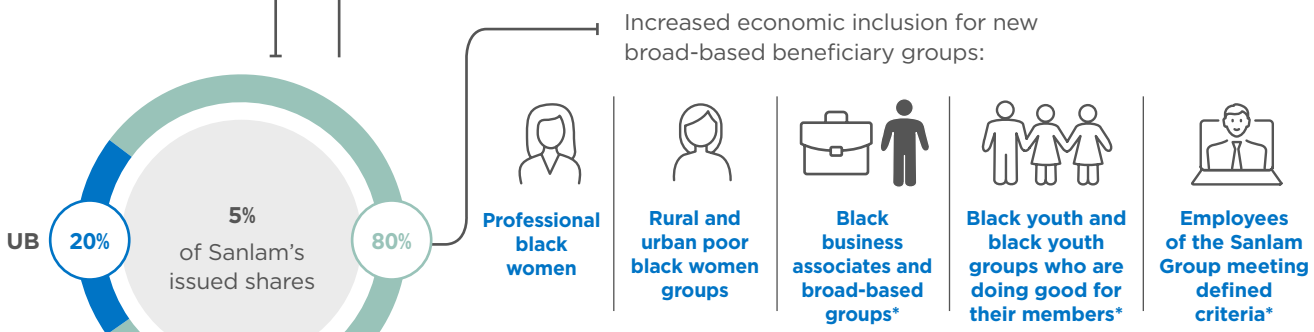 Increased economic inclusion for new
broad-based beneficiary groups:
UB
20%
5%
of Sanlam's
issued shares
80%
Professional
black
women
Rural and
urban poor
black women
groups
Black
business
associates and
broad-based
groups*
Black youth and
black youth
groups who are
doing good for
their members*
Employees
of the Sanlam
Group meeting
defined
criteria*